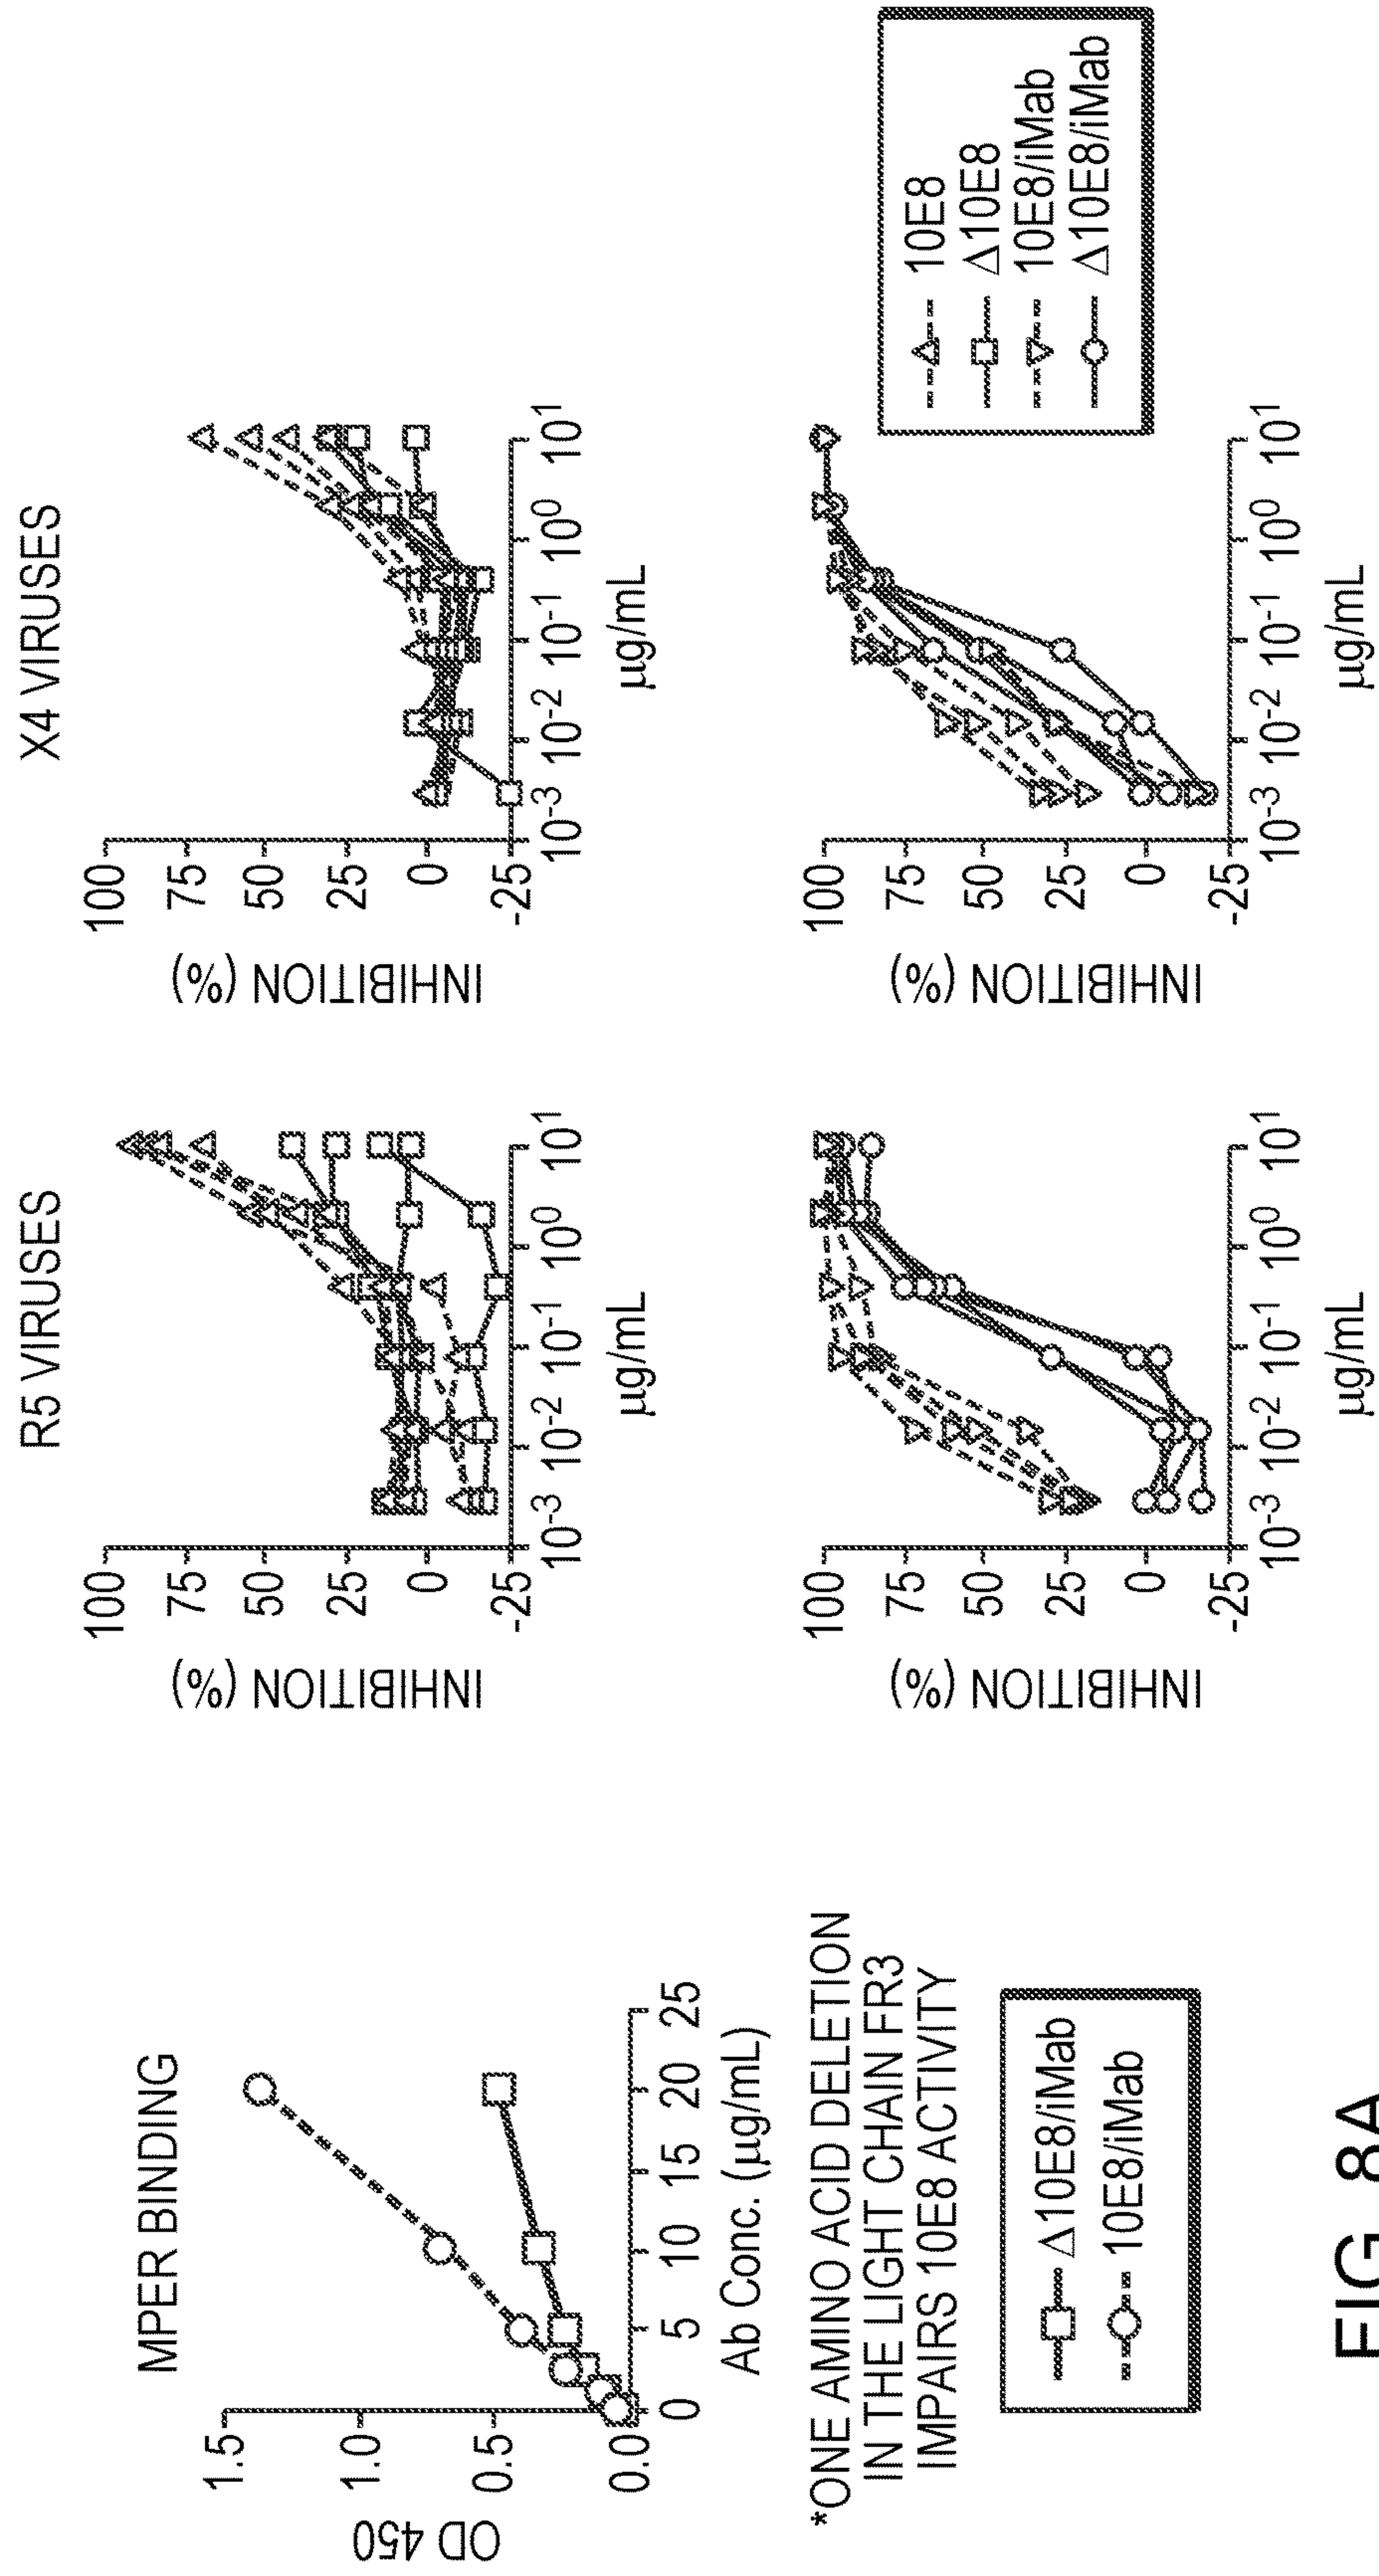 MPER BINDING
OD 450
1.5
1.0
0.5
0.0
0
5
10
15
20
25
Ab Conc. (µg/mL)
*ONE AMINO ACID DELETION
IN THE LIGHT CHAIN FR3
IMPAIRS 10E8 ACTIVITY
Δ10E8/iMab
10E8/iMab
R5 VIRUSES
INHIBITION (%)
100
75
50
25
0
-25
10-3
10-2
10-1
100
101
µg/mL
X4 VIRUSES
INHIBITION (%)
100
75
50
25
0
-25
10-3
10-2
10-1
100
101
µg/mL
INHIBITION (%)
100
75
50
25
0
-25
10-3
10-2
10-1
100
101
µg/mL
INHIBITION (%)
100
75
50
25
0
-25
10-3
10-2
10-1
100
101
µg/mL
10E8
Δ10E8
10E8/iMab
Δ10E8/iMab
FIG. 8A